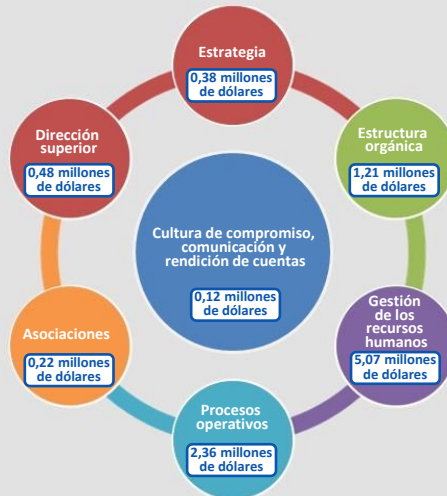 Estrategia
0,38 millones
de dólares
Dirección
superior
0,48 millones
de dólares
Estructura
orgánica
1,21 millones
de dólares
Cultura de compromiso,
comunicación y
rendición de cuentas
0,12 millones
de dólares
Asociaciones
0,22 millones
de dólares
Gestión
de los
recursos
humanos
5,07 millones
de dólares
Procesos
operativos
2,36 millones
de dólares